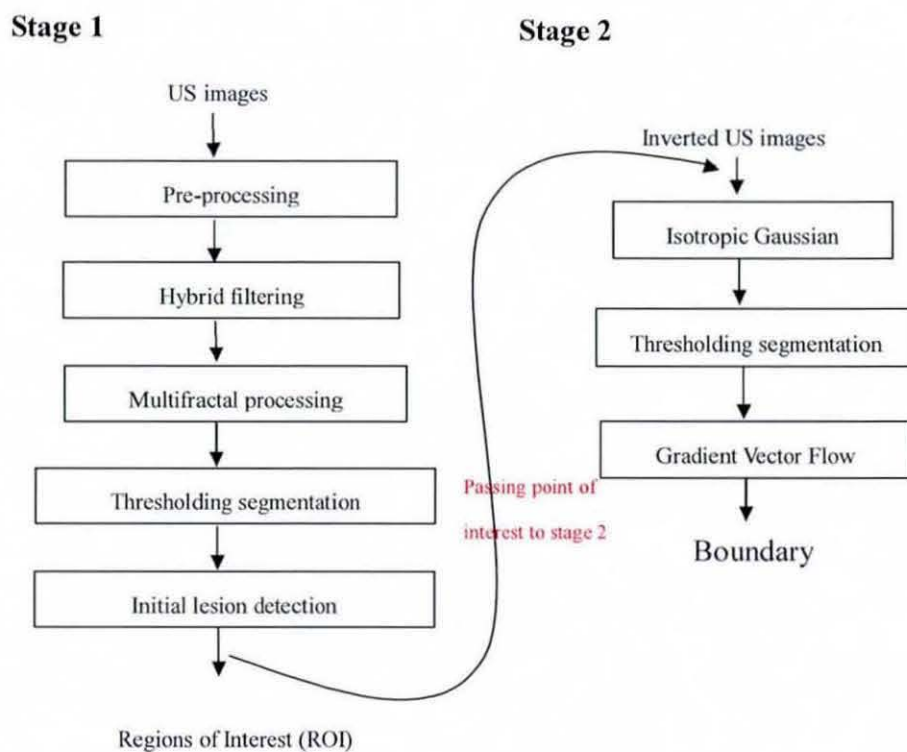 Stage 1
US images
Pre-processing
Hybrid filtering
Multifractal processing
Thresholding segmentation
Initial lesion detection
Regions of Interest (ROI)
Passing point of
interest to stage 2
Stage 2
Inverted US images
Isotropic Gaussian
Thresholding segmentation
Gradient Vector Flow
Boundary